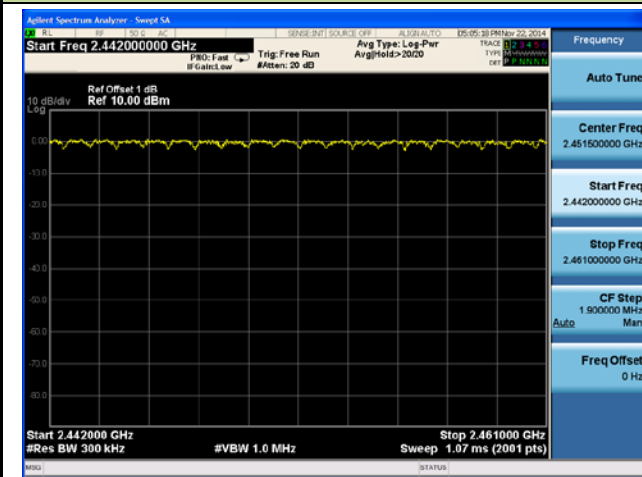 Agilent Spectrum Analyzer - Swept SA
RL RF 50 Ω AC SENSE:INT SOURCE OFF ALIGN AUTO 05:05:18 PM Nov 22, 2014
Start Freq 2.442000000 GHz
PNO: Fast
IFGain:Low
Trig: Free Run
#Atten: 20 dB
Avg Type: Log-Pwr
Avg|Hold:>20/20
TRACE 1 2 3 4 5 6
TYPE
DET P P N N N N
Ref Offset 1 dB
10 dB/div Ref 10.00 dBm
Log
0.00
-10.0
-20.0
-30.0
-40.0
-50.0
-60.0
-70.0
-80.0
Start 2.442000 GHz Stop 2.461000 GHz
#Res BW 300 kHz #VBW 1.0 MHz Sweep 1.07 ms (2001 pts)
MSG STATUS
Frequency
Auto Tune
Center Freq
2.451500000 GHz
Start Freq
2.442000000 GHz
Stop Freq
2.461000000 GHz
CF Step
1.900000 MHz
Auto Man
Freq Offset
0 Hz